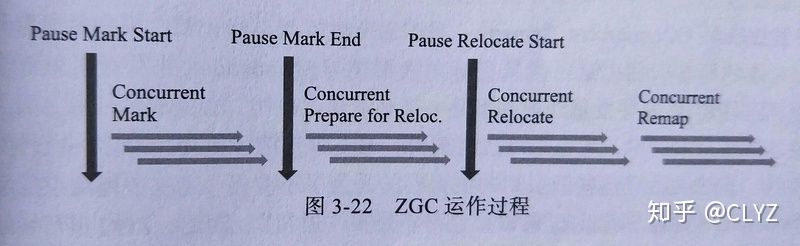 Pause Mark Start
Pause Mark End
Pause Relocate Start
Concurrent
Mark
Concurrent
Prepare for Reloc.
Concurrent
Relocate
Concurrent
Remap
图 3-22 ZGC 运作过程
知乎 @CLYZ